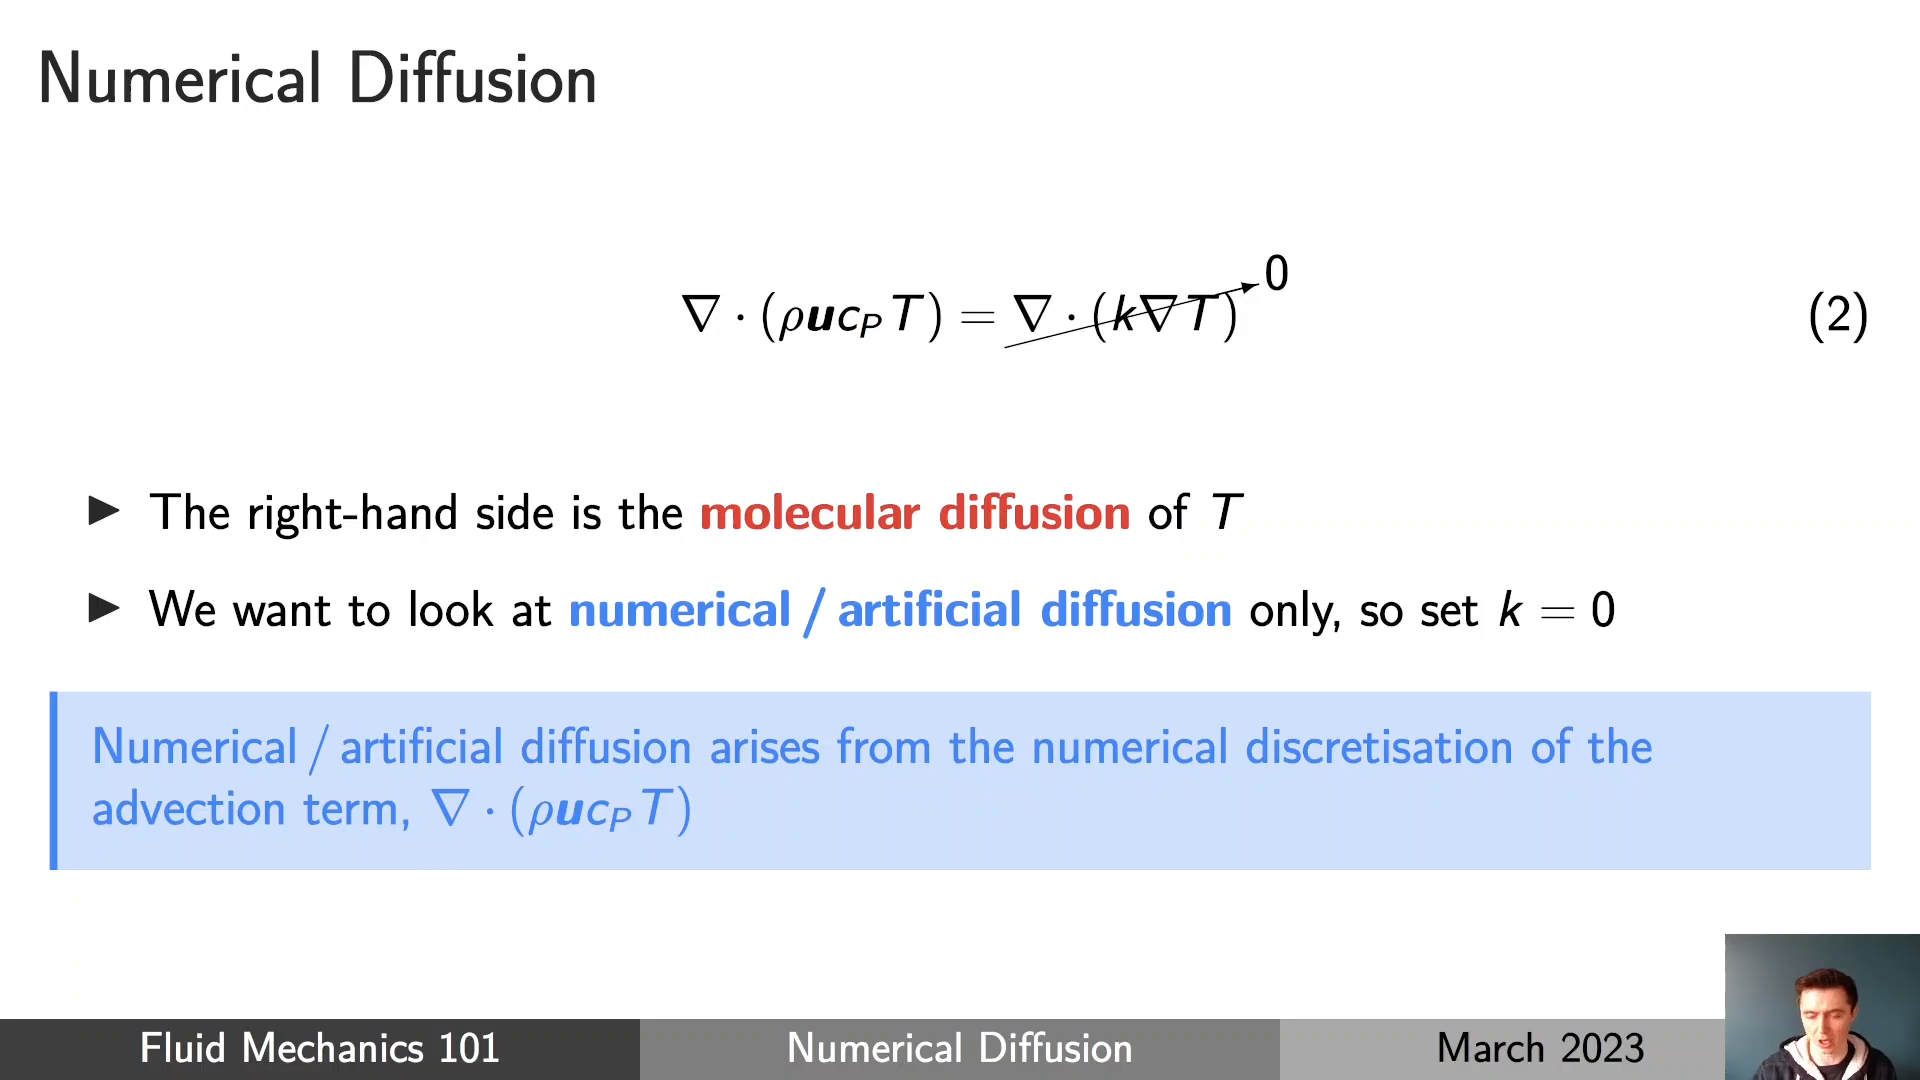 Numerical Diffusion
∇ · (ρucₚT) = ∇ · (k∇T) 0 (2)
▶ The right-hand side is the molecular diffusion of T
▶ We want to look at numerical / artificial diffusion only, so set k = 0
Numerical / artificial diffusion arises from the numerical discretisation of the
advection term, ∇ · (ρucₚT)
Fluid Mechanics 101 Numerical Diffusion March 2023